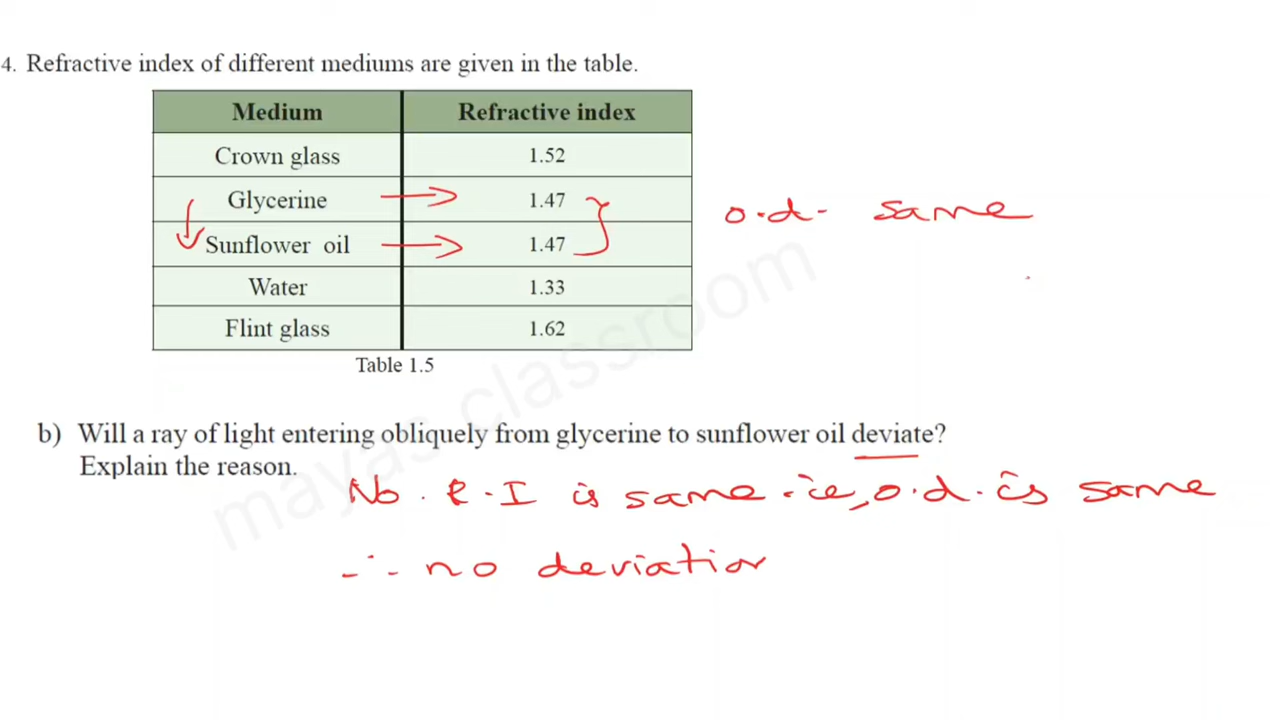 4. Refractive index of different mediums are given in the table.
Medium Refractive index
Crown glass 1.52
Glycerine 1.47
o.d. same
Sunflower oil 1.47
Water 1.33
Flint glass 1.62
Table 1.5
mayas classroom
b) Will a ray of light entering obliquely from glycerine to sunflower oil deviate?
Explain the reason.
No. R.I is same. ie, o.d. is same
∴ no deviation